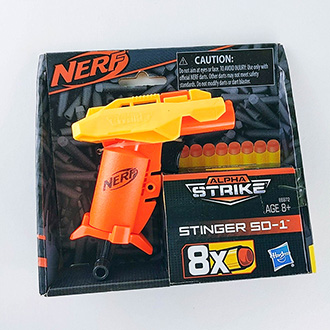 NERF
CAUTION:
Do not aim at eyes or face. TO AVOID INJURY: Use only with
official NERF darts. Other darts may not meet safety
standards. Do not modify darts or dart blaster.
NERF
ALPHA
STRIKE
AGE 8+
STINGER SD-1™
8X
Hasbro